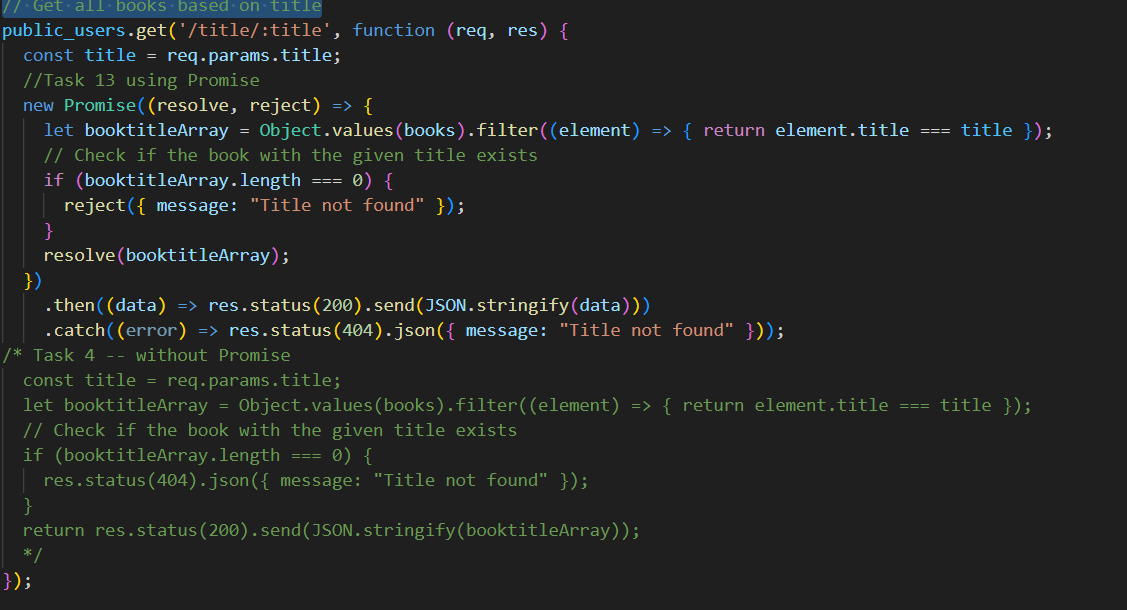 // Get all books based on title
public_users.get('/title/:title', function (req, res) {
  const title = req.params.title;
  //Task 13 using Promise
  new Promise((resolve, reject) => {
    let booktitleArray = Object.values(books).filter((element) => { return element.title === title });
    // Check if the book with the given title exists
    if (booktitleArray.length === 0) {
      reject({ message: "Title not found" });
    }
    resolve(booktitleArray);
  })
    .then((data) => res.status(200).send(JSON.stringify(data)))
    .catch((error) => res.status(404).json({ message: "Title not found" }));
/* Task 4 -- without Promise
  const title = req.params.title;
  let booktitleArray = Object.values(books).filter((element) => { return element.title === title });
  // Check if the book with the given title exists
  if (booktitleArray.length === 0) {
    res.status(404).json({ message: "Title not found" });
  }
  return res.status(200).send(JSON.stringify(booktitleArray));
  */
});